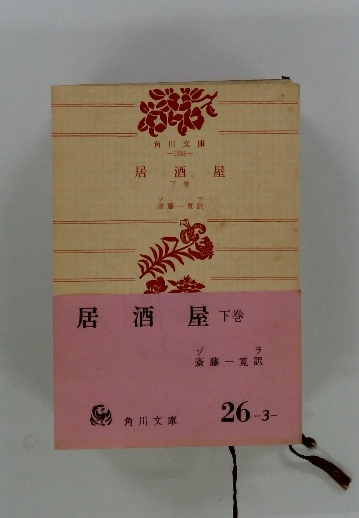 角川文庫
居酒屋
下巻
ゾラ
斎藤一寛訳
居酒屋 下巻
ゾラ
斎藤一寛訳
角川文庫 26-3-